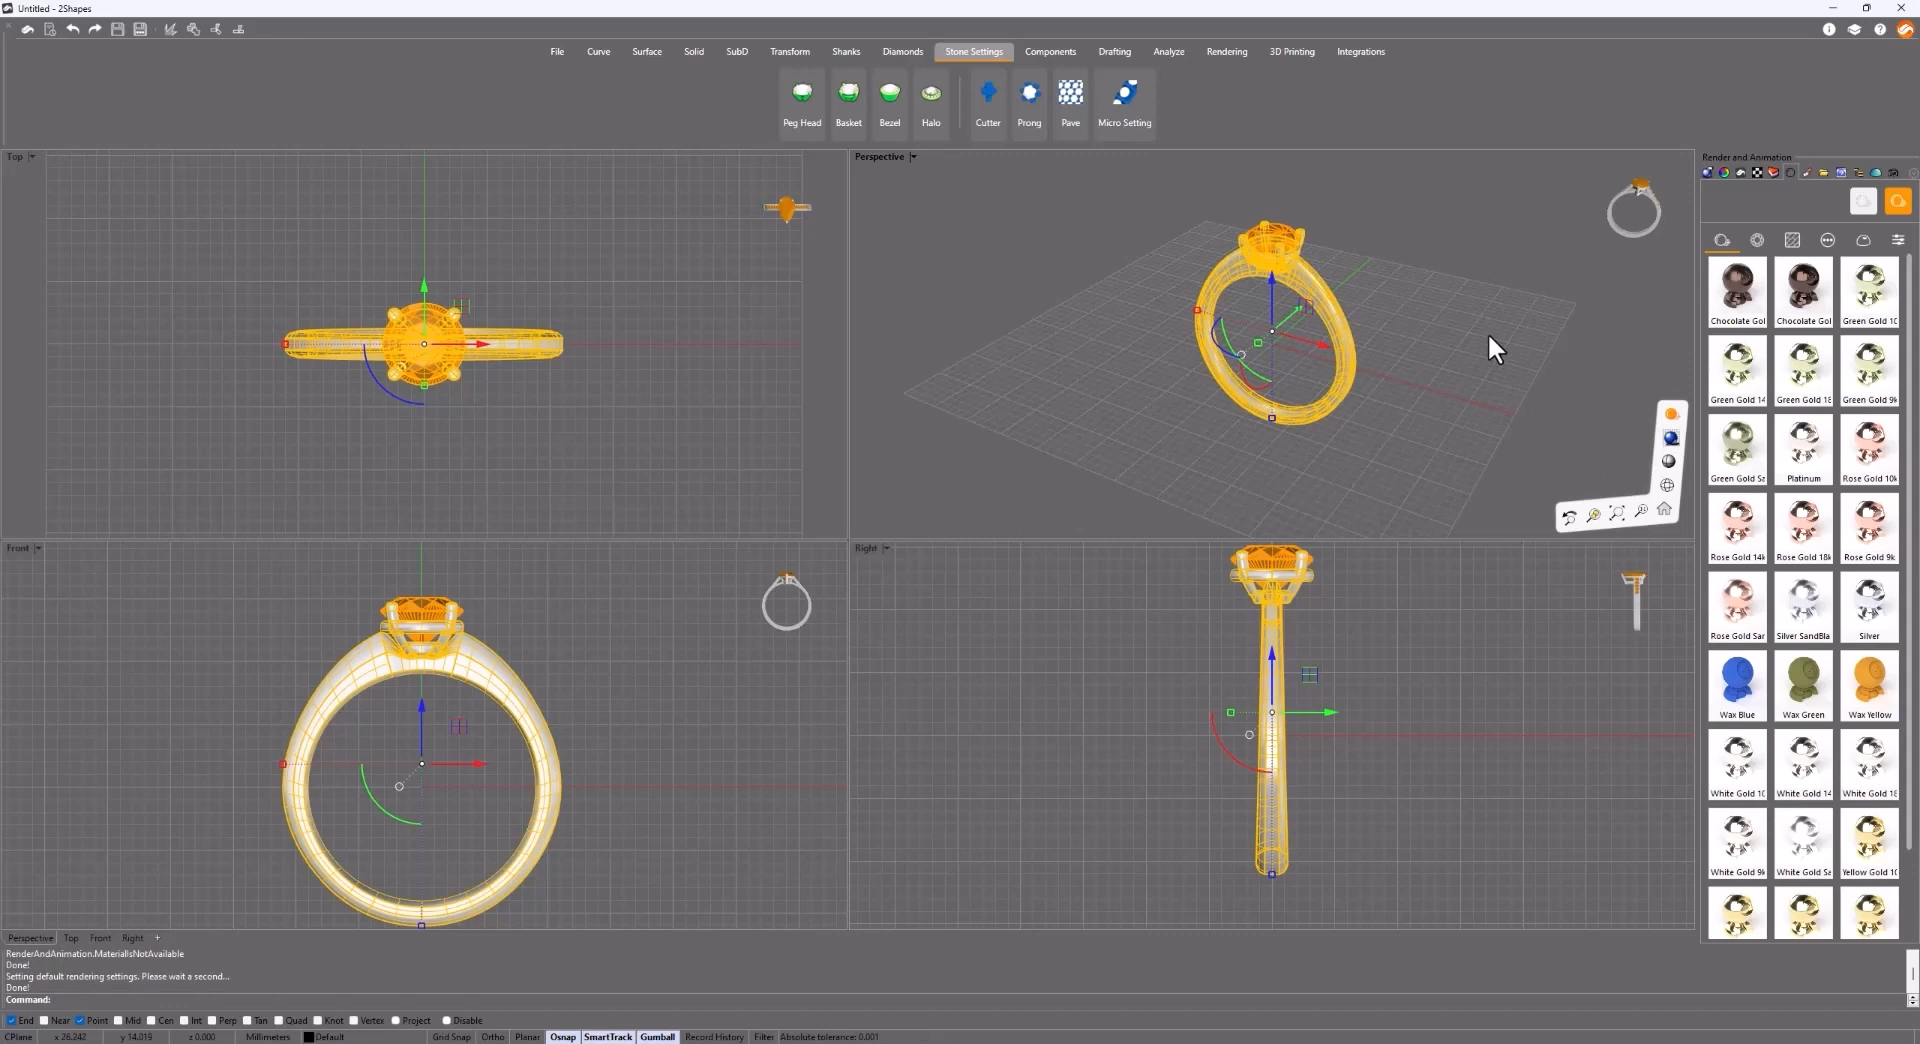 Untitled - 2Shapes
File Curve Surface Solid SubD Transform Shanks Diamonds Stone Settings Components Drafting Analyze Rendering 3D Printing Integrations
Peg Head Basket Bezel Halo Cutter Prong Pave Micro Setting
Top
Perspective
Render and Animation
Chocolate Gol Chocolate Gol Green Gold 10
Green Gold 14 Green Gold 18 Green Gold 9k
Green Gold Sa Platinum Rose Gold 10k
Rose Gold 14k Rose Gold 18k Rose Gold 9k
Rose Gold Sar Silver SandBla Silver
Wax Blue Wax Green Wax Yellow
White Gold 10 White Gold 14 White Gold 18
White Gold 9k White Gold Sa Yellow Gold 10
Front
Right
Perspective Top Front Right +
RenderAndAnimation.MaterialIsNotAvailable
Done!
Setting default rendering settings. Please wait a second...
Done!
Command:
End Near Point Mid Cen Int Perp Tan Quad Knot Vertex Project Disable
CPlane x 26.242 y 14.019 z 0.000 Millimeters Default Grid Snap Ortho Planar Osnap SmartTrack Gumball Record History Filter Absolute tolerance: 0.001